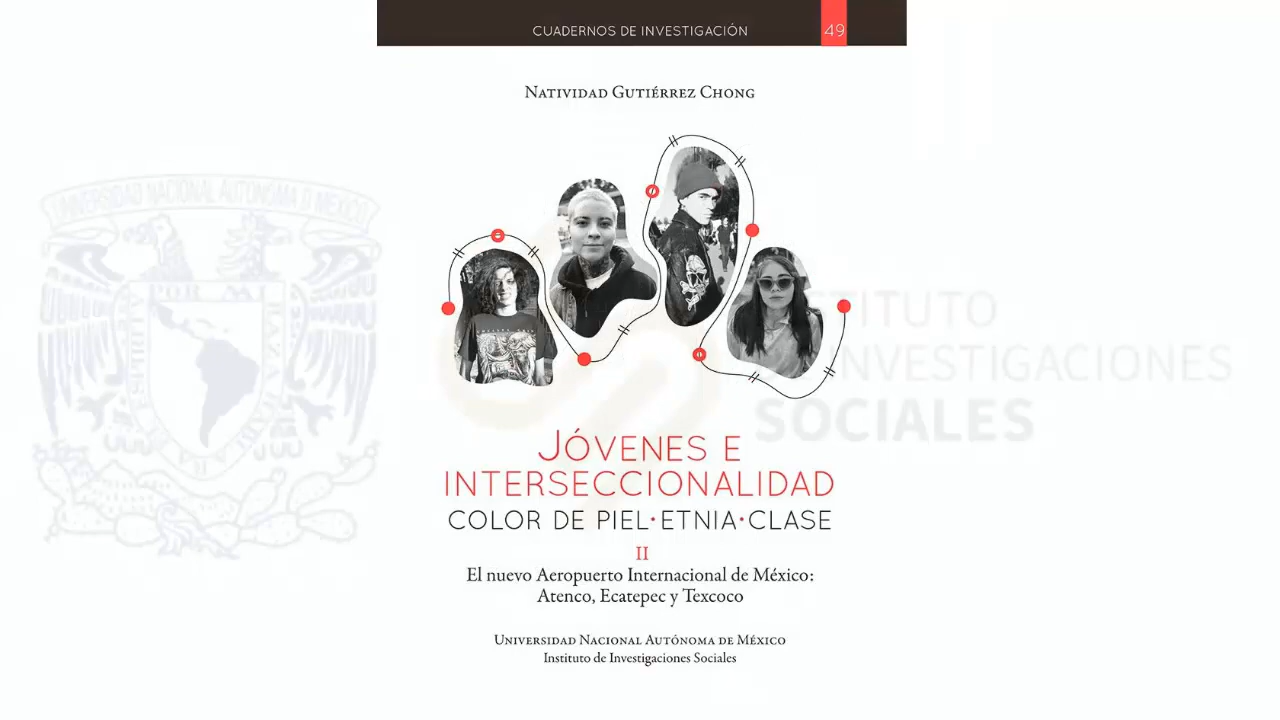 CUADERNOS DE INVESTIGACIÓN 49
NATIVIDAD GUTIÉRREZ CHONG
JÓVENES E
INTERSECCIONALIDAD
COLOR DE PIEL·ETNIA·CLASE
II
El nuevo Aeropuerto Internacional de México:
Atenco, Ecatepec y Texcoco
UNIVERSIDAD NACIONAL AUTÓNOMA DE MÉXICO
Instituto de Investigaciones Sociales
SOCIALES